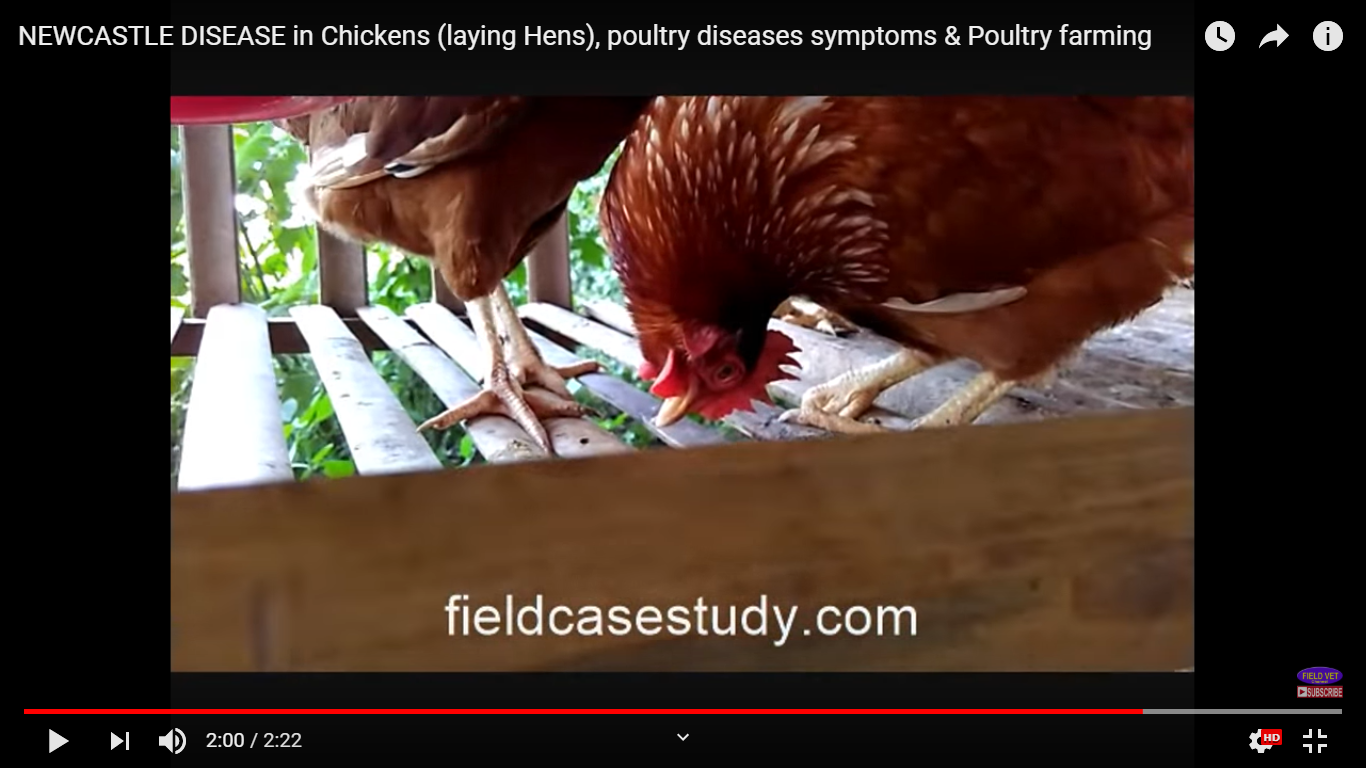 NEWCASTLE DISEASE in Chickens (laying Hens), poultry diseases symptoms & Poultry farming
fieldcasestudy.com
FIELD VET
SUBSCRIBE
2:00 / 2:22
HD